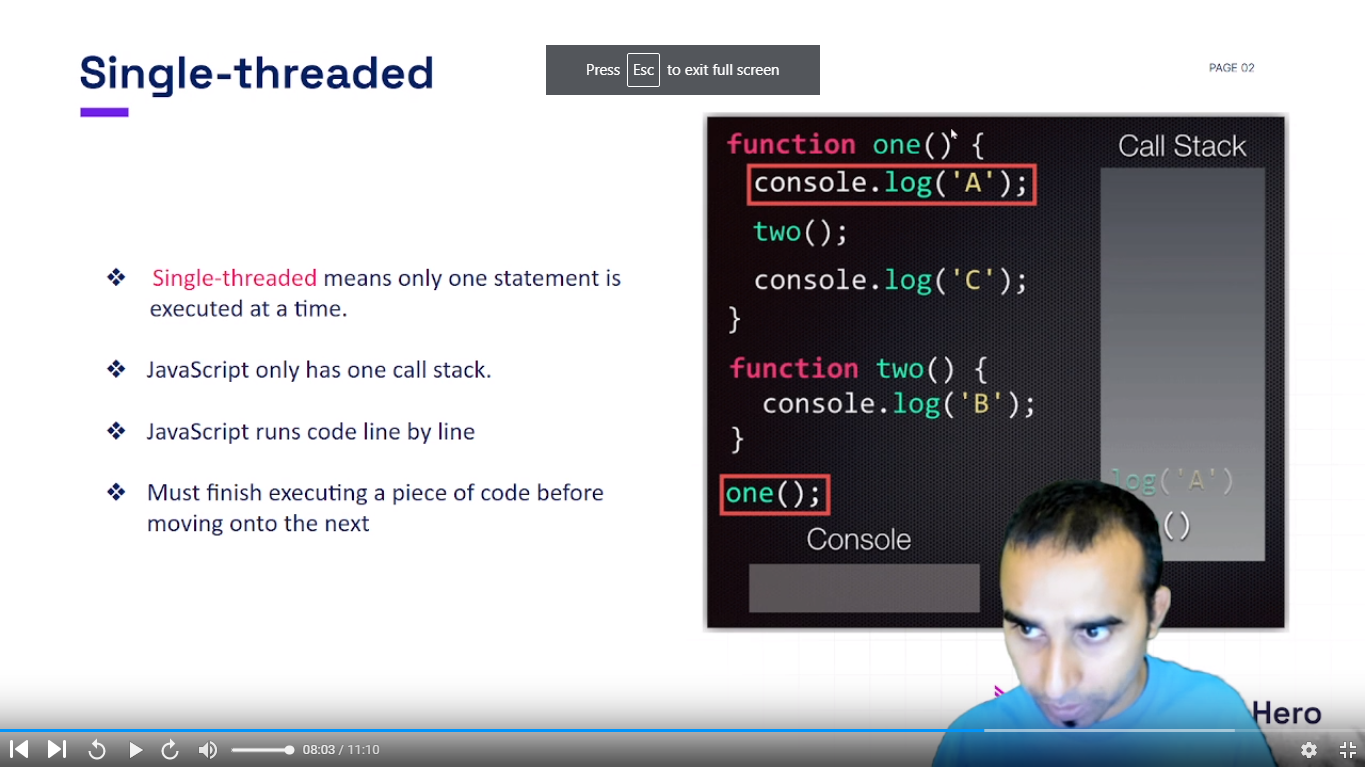 Single-threaded
Press Esc to exit full screen
PAGE 02
Single-threaded means only one statement is
executed at a time.
JavaScript only has one call stack.
JavaScript runs code line by line
Must finish executing a piece of code before
moving onto the next
function one() {
console.log('A');
two();
console.log('C');
}
function two() {
console.log('B');
}
one();
Console
Call Stack
log('A')
()
Hero
08:03 / 11:10